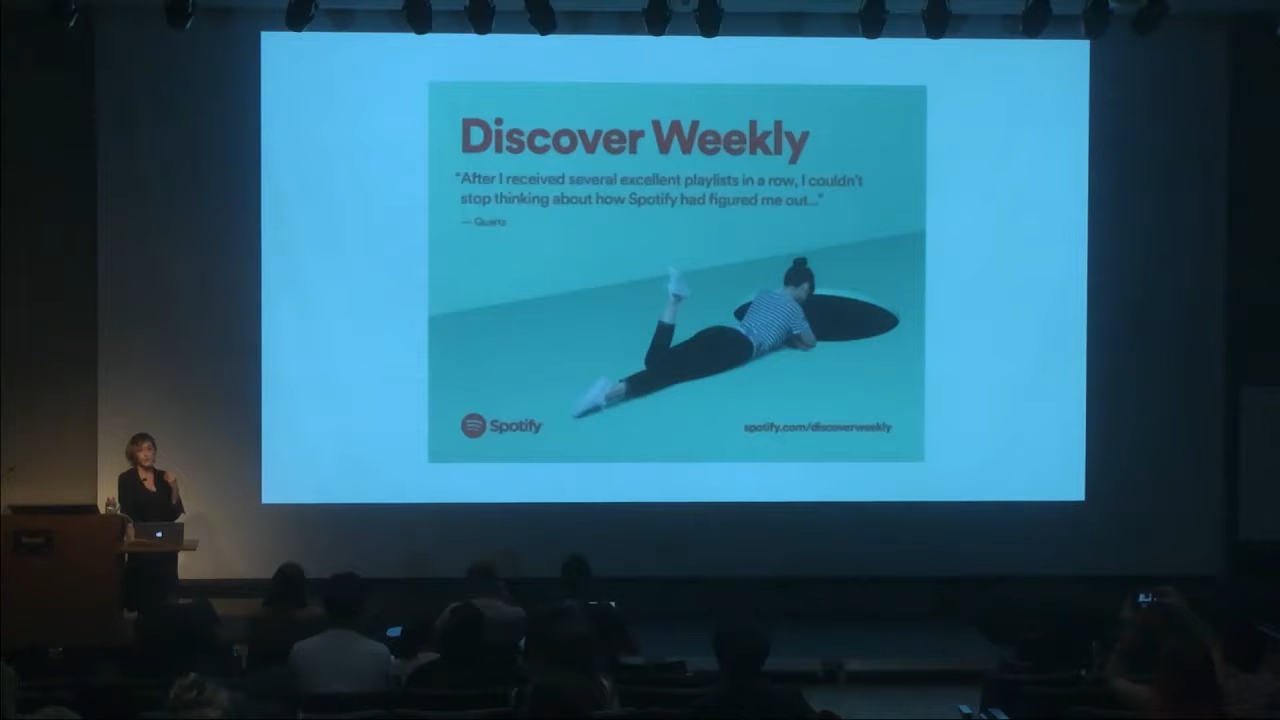 Discover Weekly
“After I received several excellent playlists in a row, I couldn’t
stop thinking about how Spotify had figured me out...”
— Quartz
Spotify
spotify.com/discoverweekly